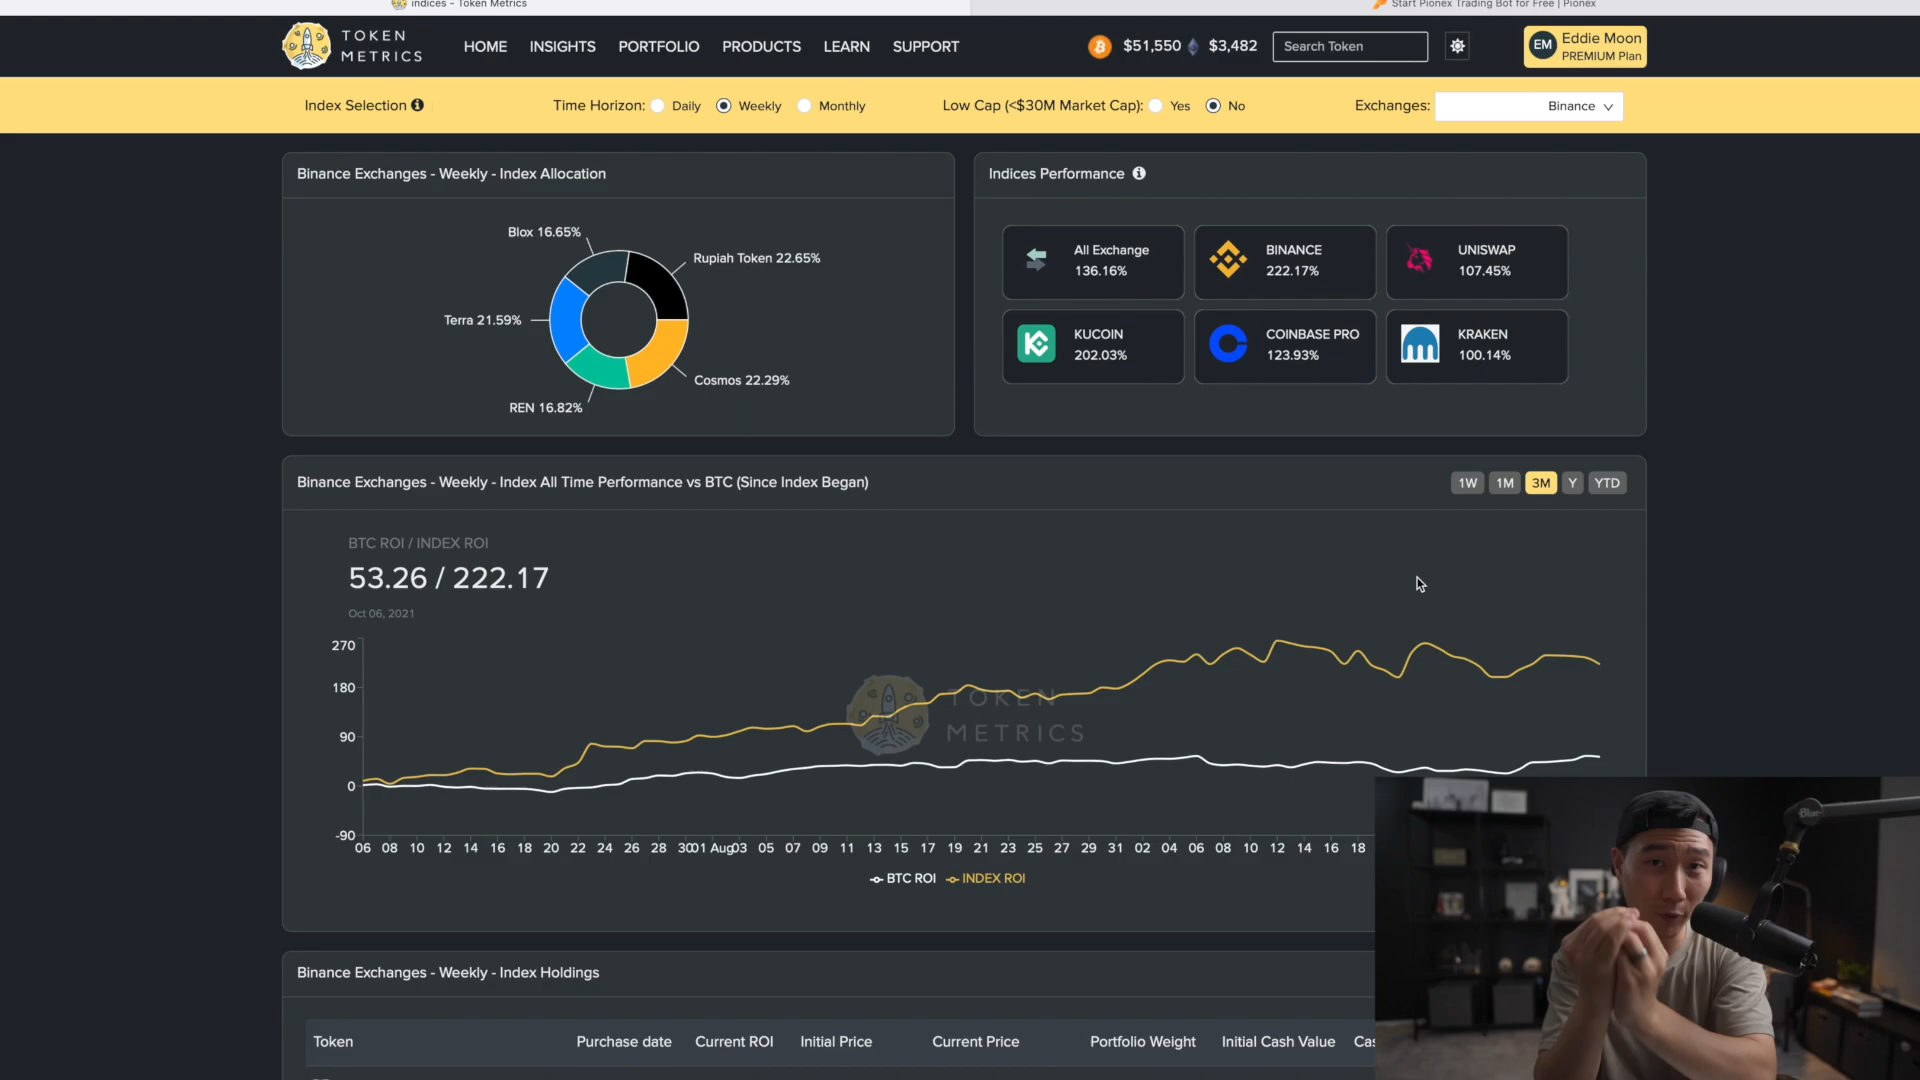 indices - Token Metrics
Start Pionex Trading Bot for Free | Pionex
TOKEN
METRICS
HOME
INSIGHTS
PORTFOLIO
PRODUCTS
LEARN
SUPPORT
$51,550
$3,482
Search Token
EM
Eddie Moon
PREMIUM Plan
Index Selection
Time Horizon:
Daily
Weekly
Monthly
Low Cap (<$30M Market Cap):
Yes
No
Exchanges:
Binance
Binance Exchanges - Weekly - Index Allocation
Blox 16.65%
Rupiah Token 22.65%
Terra 21.59%
Cosmos 22.29%
REN 16.82%
Indices Performance
All Exchange
136.16%
BINANCE
222.17%
UNISWAP
107.45%
KUCOIN
202.03%
COINBASE PRO
123.93%
KRAKEN
100.14%
Binance Exchanges - Weekly - Index All Time Performance vs BTC (Since Index Began)
1W
1M
3M
Y
YTD
BTC ROI / INDEX ROI
53.26 / 222.17
Oct 06, 2021
270
180
90
0
-90
TOKEN
METRICS
06 08 10 12 14 16 18 20 22 24 26 28 30 01 Aug 03 05 07 09 11 13 15 17 19 21 23 25 27 29 31 02 04 06 08 10 12 14 16 18
BTC ROI
INDEX ROI
Blue
Binance Exchanges - Weekly - Index Holdings
Token
Purchase date
Current ROI
Initial Price
Current Price
Portfolio Weight
Initial Cash Value